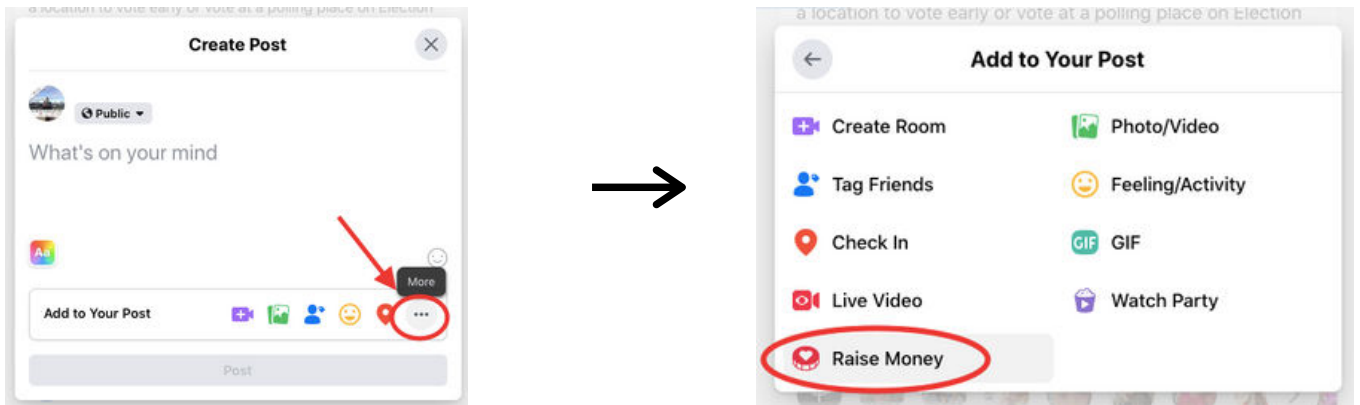 a location to vote early or vote at a polling place on Election
Create Post
Public
What's on your mind
Aa
More
Add to Your Post
Post
a location to vote early or vote at a polling place on Election
Add to Your Post
Create Room
Photo/Video
Tag Friends
Feeling/Activity
Check In
GIF GIF
Live Video
Watch Party
Raise Money